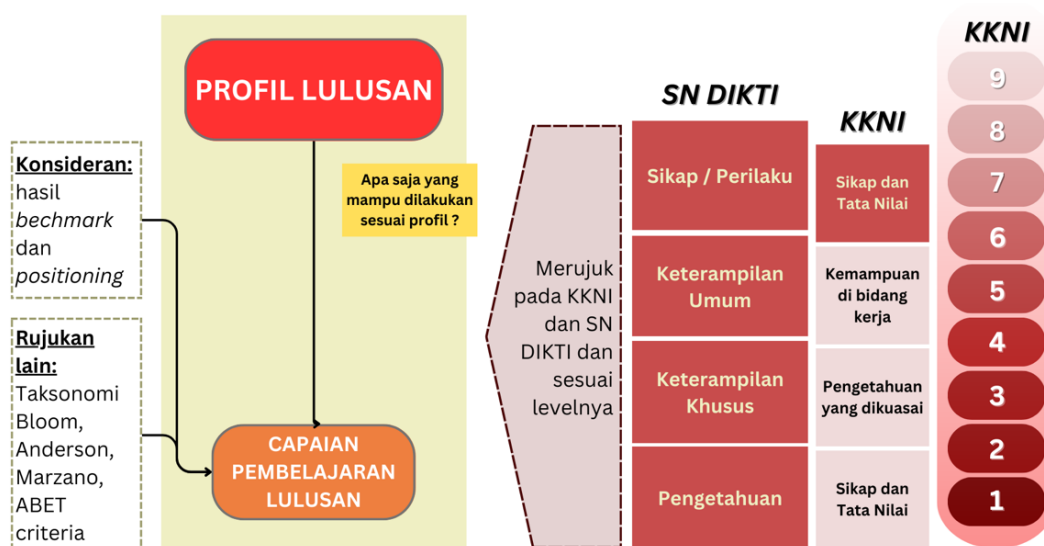 PROFIL LULUSAN
Konsideran:
hasil
bechmark
dan
positioning
Rujukan
lain:
Taksonomi
Bloom,
Anderson,
Marzano,
ABET
criteria
Apa saja yang
mampu dilakukan
sesuai profil ?
CAPAIAN
PEMBELAJARAN
LULUSAN
Merujuk
pada KKNI
dan SN
DIKTI dan
sesuai
levelnya
SN DIKTI
Sikap / Perilaku
Keterampilan
Umum
Keterampilan
Khusus
Pengetahuan
KKNI
Sikap dan
Tata Nilai
Kemampuan
di bidang
kerja
Pengetahuan
yang dikuasai
Sikap dan
Tata Nilai
KKNI
9
8
7
6
5
4
3
2
1